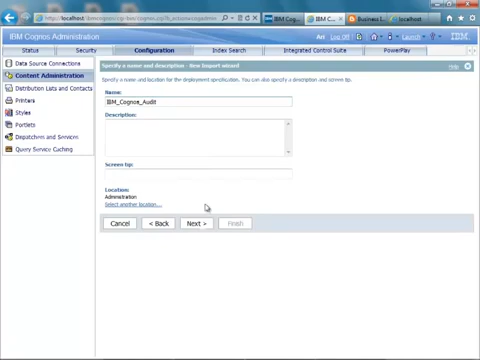 IBM Cog...
IBM C...
Business I...
localhost
IBM Cognos Administration
Ari
Log Off
Launch
IBM
Status
Security
Configuration
Index Search
Integrated Control Suite
PowerPlay
Data Source Connections
Content Administration
Distribution Lists and Contacts
Printers
Styles
Portlets
Dispatchers and Services
Query Service Caching
Specify a name and description - New Import wizard
Help
Specify a name and location for the deployment specification. You can also specify a description and screen tip.
Name:
IBM_Cognos_Audit
Description:
Screen tip:
Location:
Administration
Select another location...
Cancel
< Back
Next >
Finish